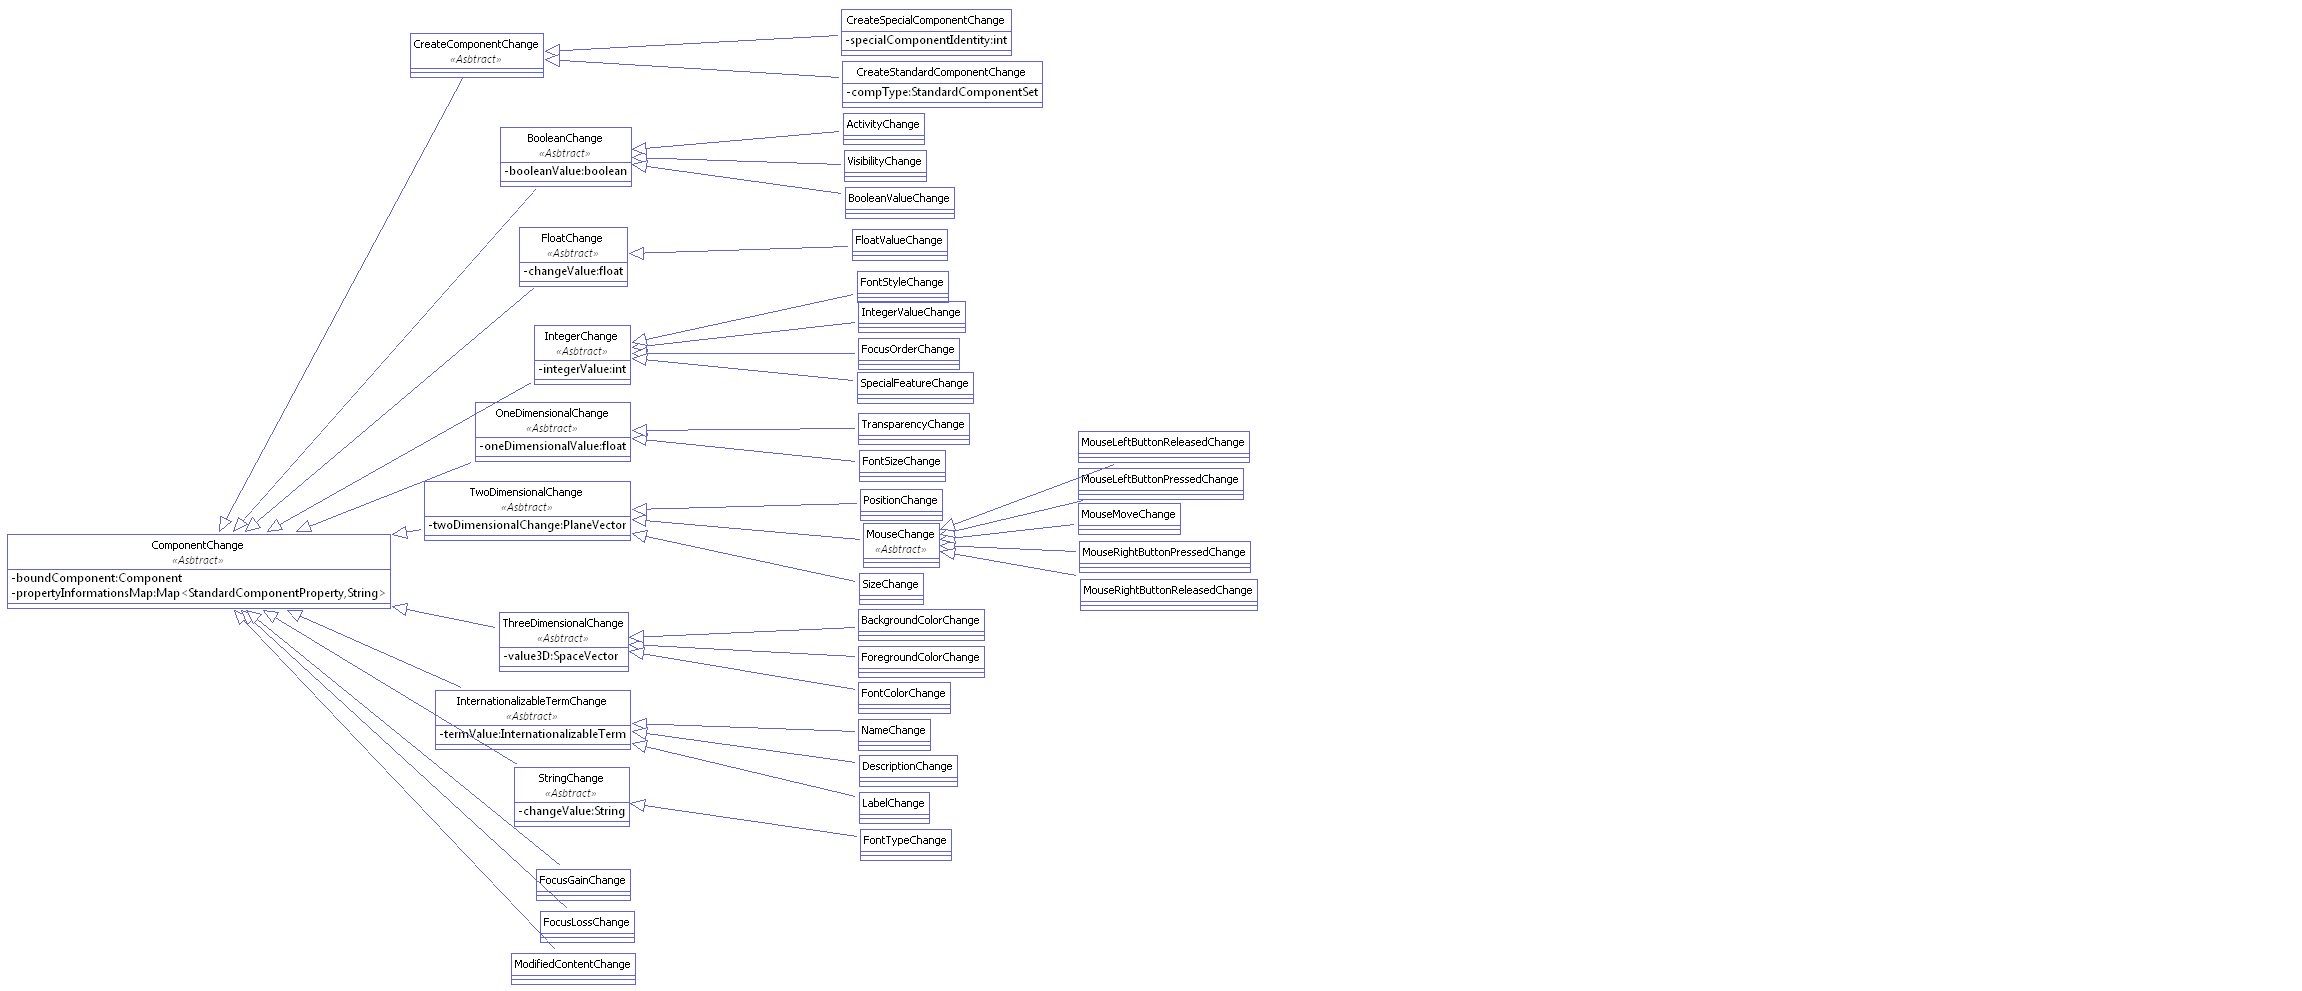 CreateSpecialComponentChange
-specialComponentIdentity:int
CreateComponentChange
«Asbtract»
CreateStandardComponentChange
-compType:StandardComponentSet
BooleanChange
«Asbtract»
-booleanValue:boolean
ActivityChange
VisibilityChange
BooleanValueChange
FloatChange
«Asbtract»
-changeValue:float
FloatValueChange
IntegerChange
«Asbtract»
-integerValue:int
FontStyleChange
IntegerValueChange
FocusOrderChange
SpecialFeatureChange
OneDimensionalChange
«Asbtract»
-oneDimensionalValue:float
TransparencyChange
FontSizeChange
TwoDimensionalChange
«Asbtract»
-twoDimensionalChange:PlaneVector
PositionChange
MouseChange
«Asbtract»
SizeChange
MouseLeftButtonReleasedChange
MouseLeftButtonPressedChange
MouseMoveChange
MouseRightButtonPressedChange
MouseRightButtonReleasedChange
ComponentChange
«Asbtract»
-boundComponent:Component
-propertyInformationsMap:Map<StandardComponentProperty,String>
ThreeDimensionalChange
«Asbtract»
-value3D:SpaceVector
BackgroundColorChange
ForegroundColorChange
FontColorChange
InternationalizableTermChange
«Asbtract»
-termValue:InternationalizableTerm
NameChange
DescriptionChange
LabelChange
StringChange
«Asbtract»
-changeValue:String
FontTypeChange
FocusGainChange
FocusLossChange
ModifiedContentChange